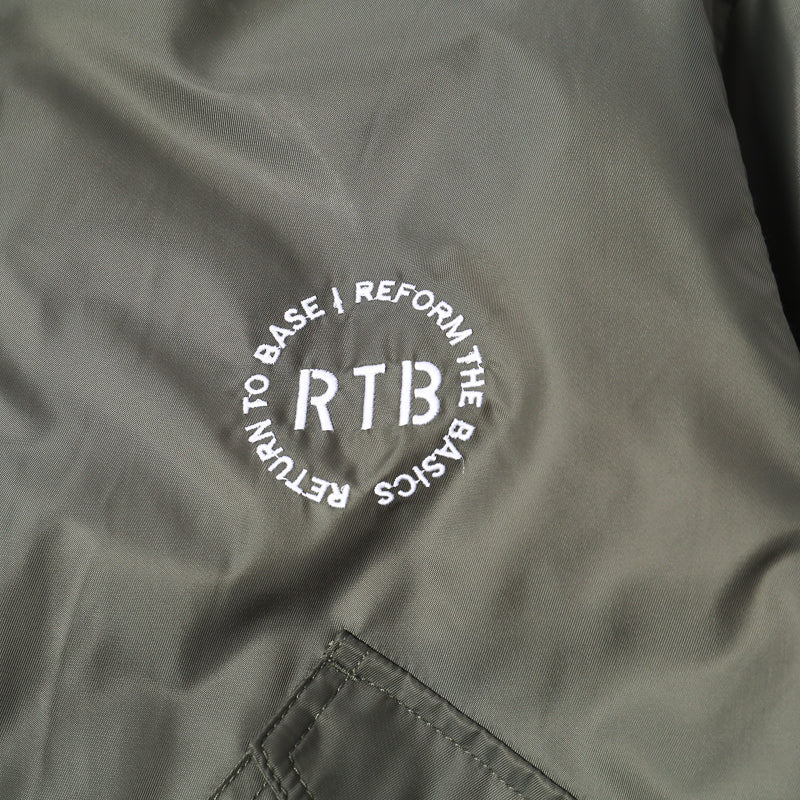 RETURN TO BASE | REFORM THE BASICS
RTB